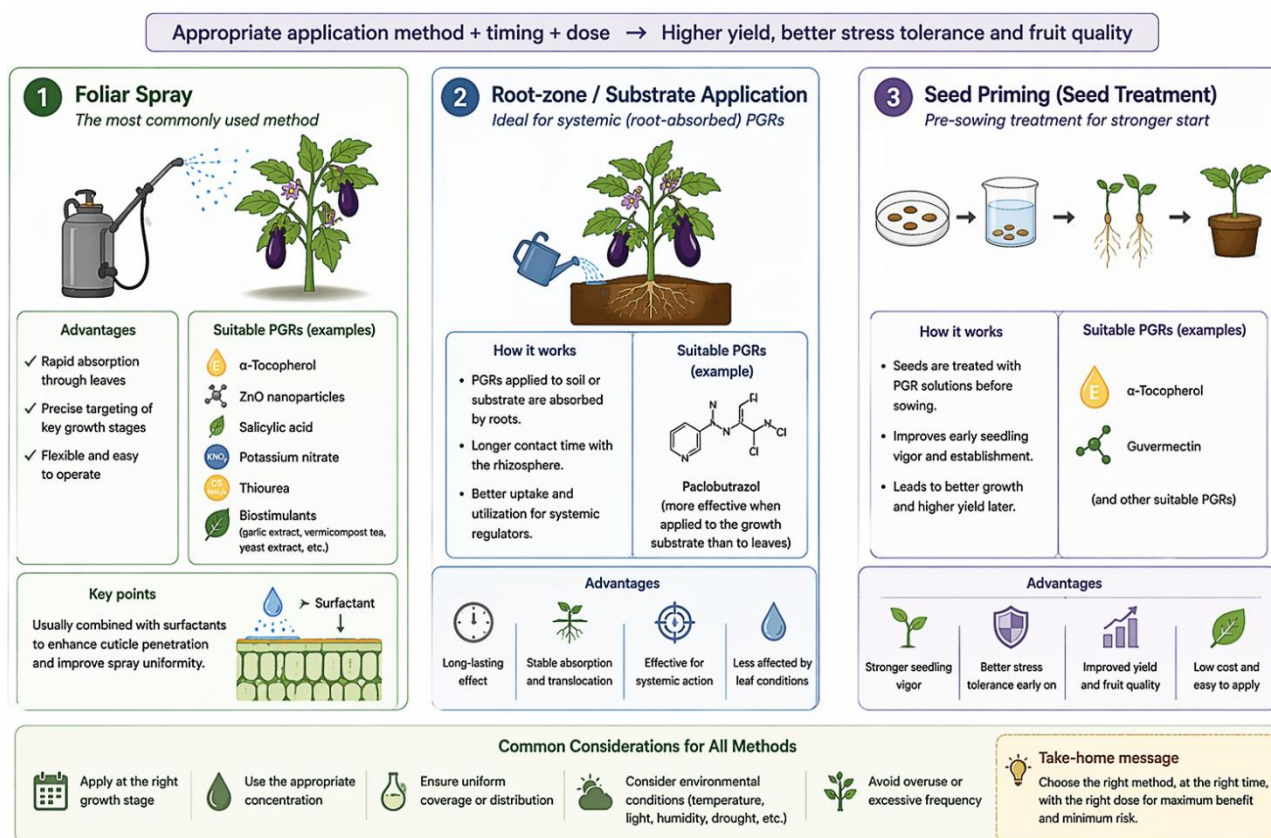 Appropriate application method + timing + dose → Higher yield, better stress tolerance and fruit quality
1 Foliar Spray
The most commonly used method
Advantages
✓ Rapid absorption
through leaves
✓ Precise targeting of
key growth stages
✓ Flexible and easy
to operate
Suitable PGRs (examples)
E α-Tocopherol
ZnO nanoparticles
Salicylic acid
Potassium nitrate
Thiourea
Biostimulants
(garlic extract, vermicompost tea,
yeast extract, etc.)
Key points
Usually combined with surfactants
to enhance cuticle penetration
and improve spray uniformity.
➤ Surfactant
2 Root-zone / Substrate Application
Ideal for systemic (root-absorbed) PGRs
How it works
• PGRs applied to soil or
substrate are absorbed
by roots.
• Longer contact time with
the rhizosphere.
• Better uptake and
utilization for systemic
regulators.
Suitable PGRs
(example)
N
N
N
N
Cl
Cl
Paclobutrazol
(more effective when
applied to the growth
substrate than to leaves)
Advantages
Long-lasting
effect
Stable absorption
and translocation
Effective for
systemic action
Less affected by
leaf conditions
3 Seed Priming (Seed Treatment)
Pre-sowing treatment for stronger start
How it works
• Seeds are treated with
PGR solutions before
sowing.
• Improves early seedling
vigor and establishment.
• Leads to better growth
and higher yield later.
Suitable PGRs (examples)
E α-Tocopherol
Guvermectin
(and other suitable PGRs)
Advantages
Stronger seedling
vigor
Better stress
tolerance early on
Improved yield
and fruit quality
Low cost and
easy to apply
Common Considerations for All Methods
Apply at the right
growth stage
Use the appropriate
concentration
Ensure uniform
coverage or distribution
Consider environmental
conditions (temperature,
light, humidity, drought, etc.)
Avoid overuse or
excessive frequency
Take-home message
Choose the right method, at the right time,
with the right dose for maximum benefit
and minimum risk.